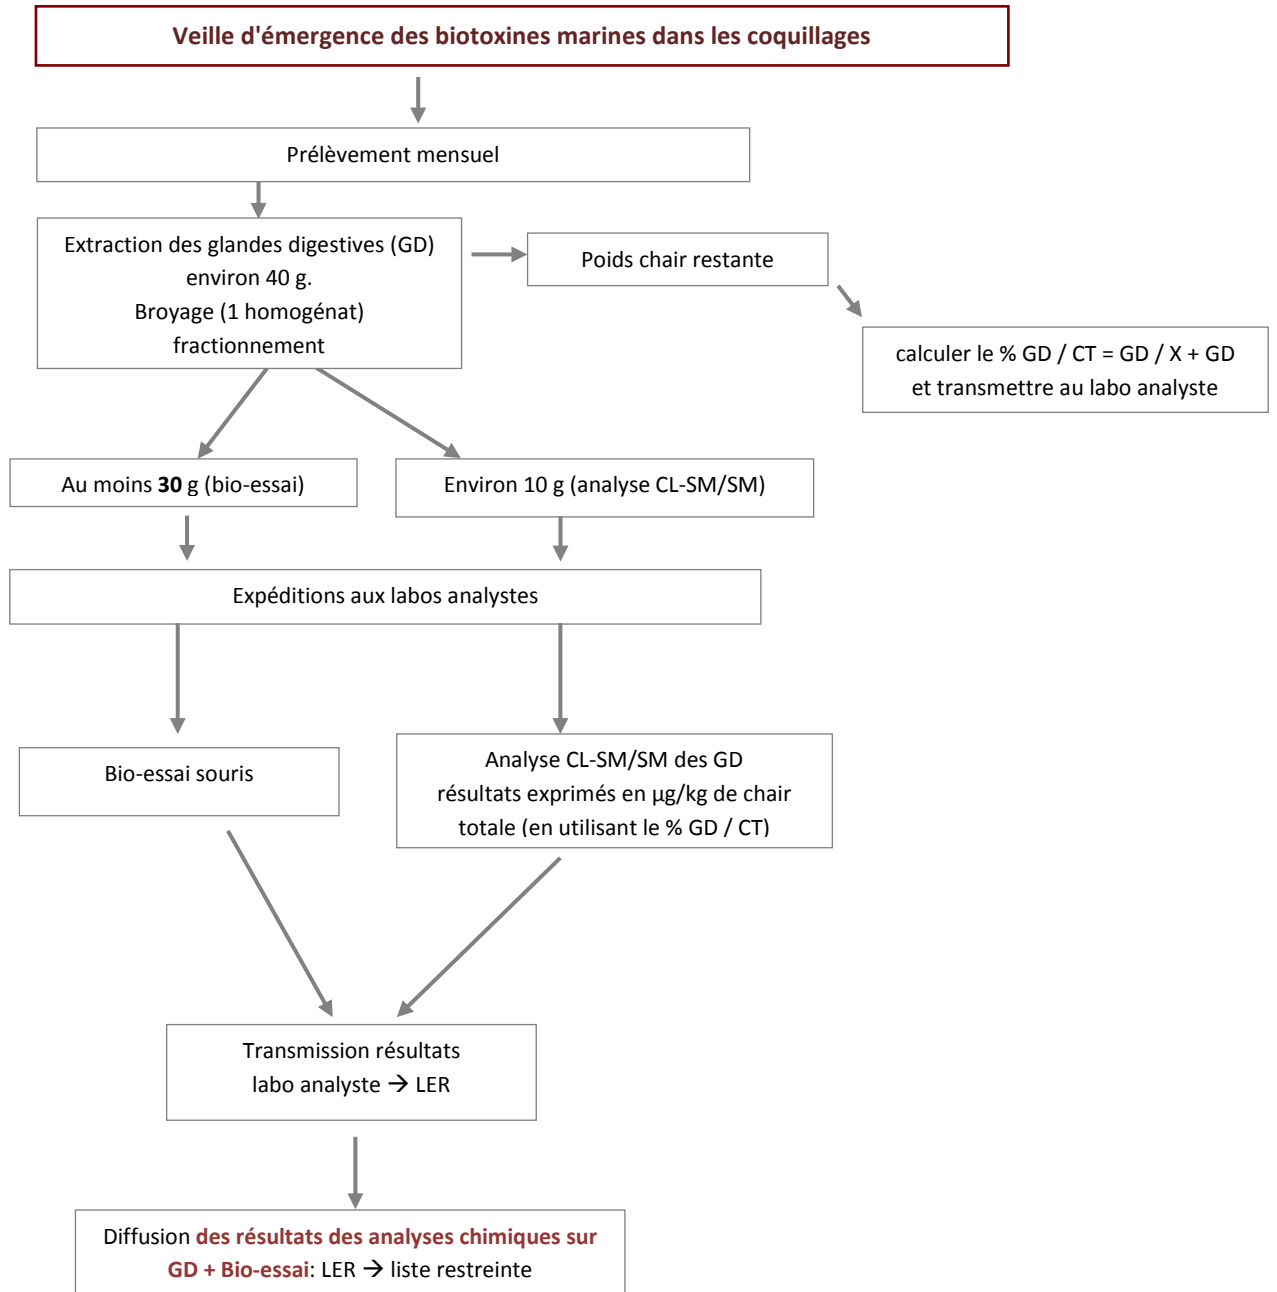 Veille d'émergence des biotoxines marines dans les coquillages
Prélèvement mensuel
Extraction des glandes digestives (GD)
environ 40 g.
Broyage (1 homogénat)
fractionnement
Poids chair restante
calculer le % GD / CT = GD / X + GD
et transmettre au labo analyste
Au moins 30 g (bio-essai)
Environ 10 g (analyse CL-SM/SM)
Expéditions aux labos analystes
Bio-essai souris
Analyse CL-SM/SM des GD
résultats exprimés en µg/kg de chair
totale (en utilisant le % GD / CT)
Transmission résultats
labo analyste → LER
Diffusion des résultats des analyses chimiques sur
GD + Bio-essai: LER → liste restreinte